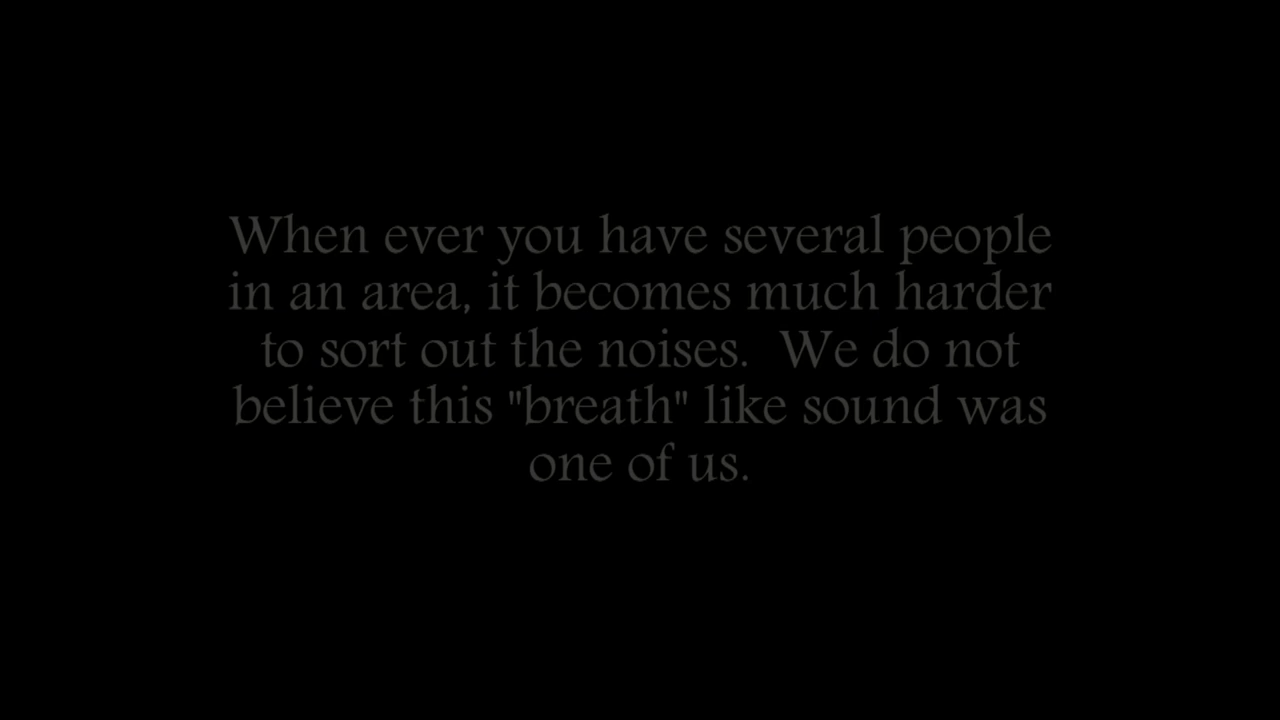 When ever you have several people
in an area, it becomes much harder
to sort out the noises.  We do not
believe this "breath" like sound was
one of us.